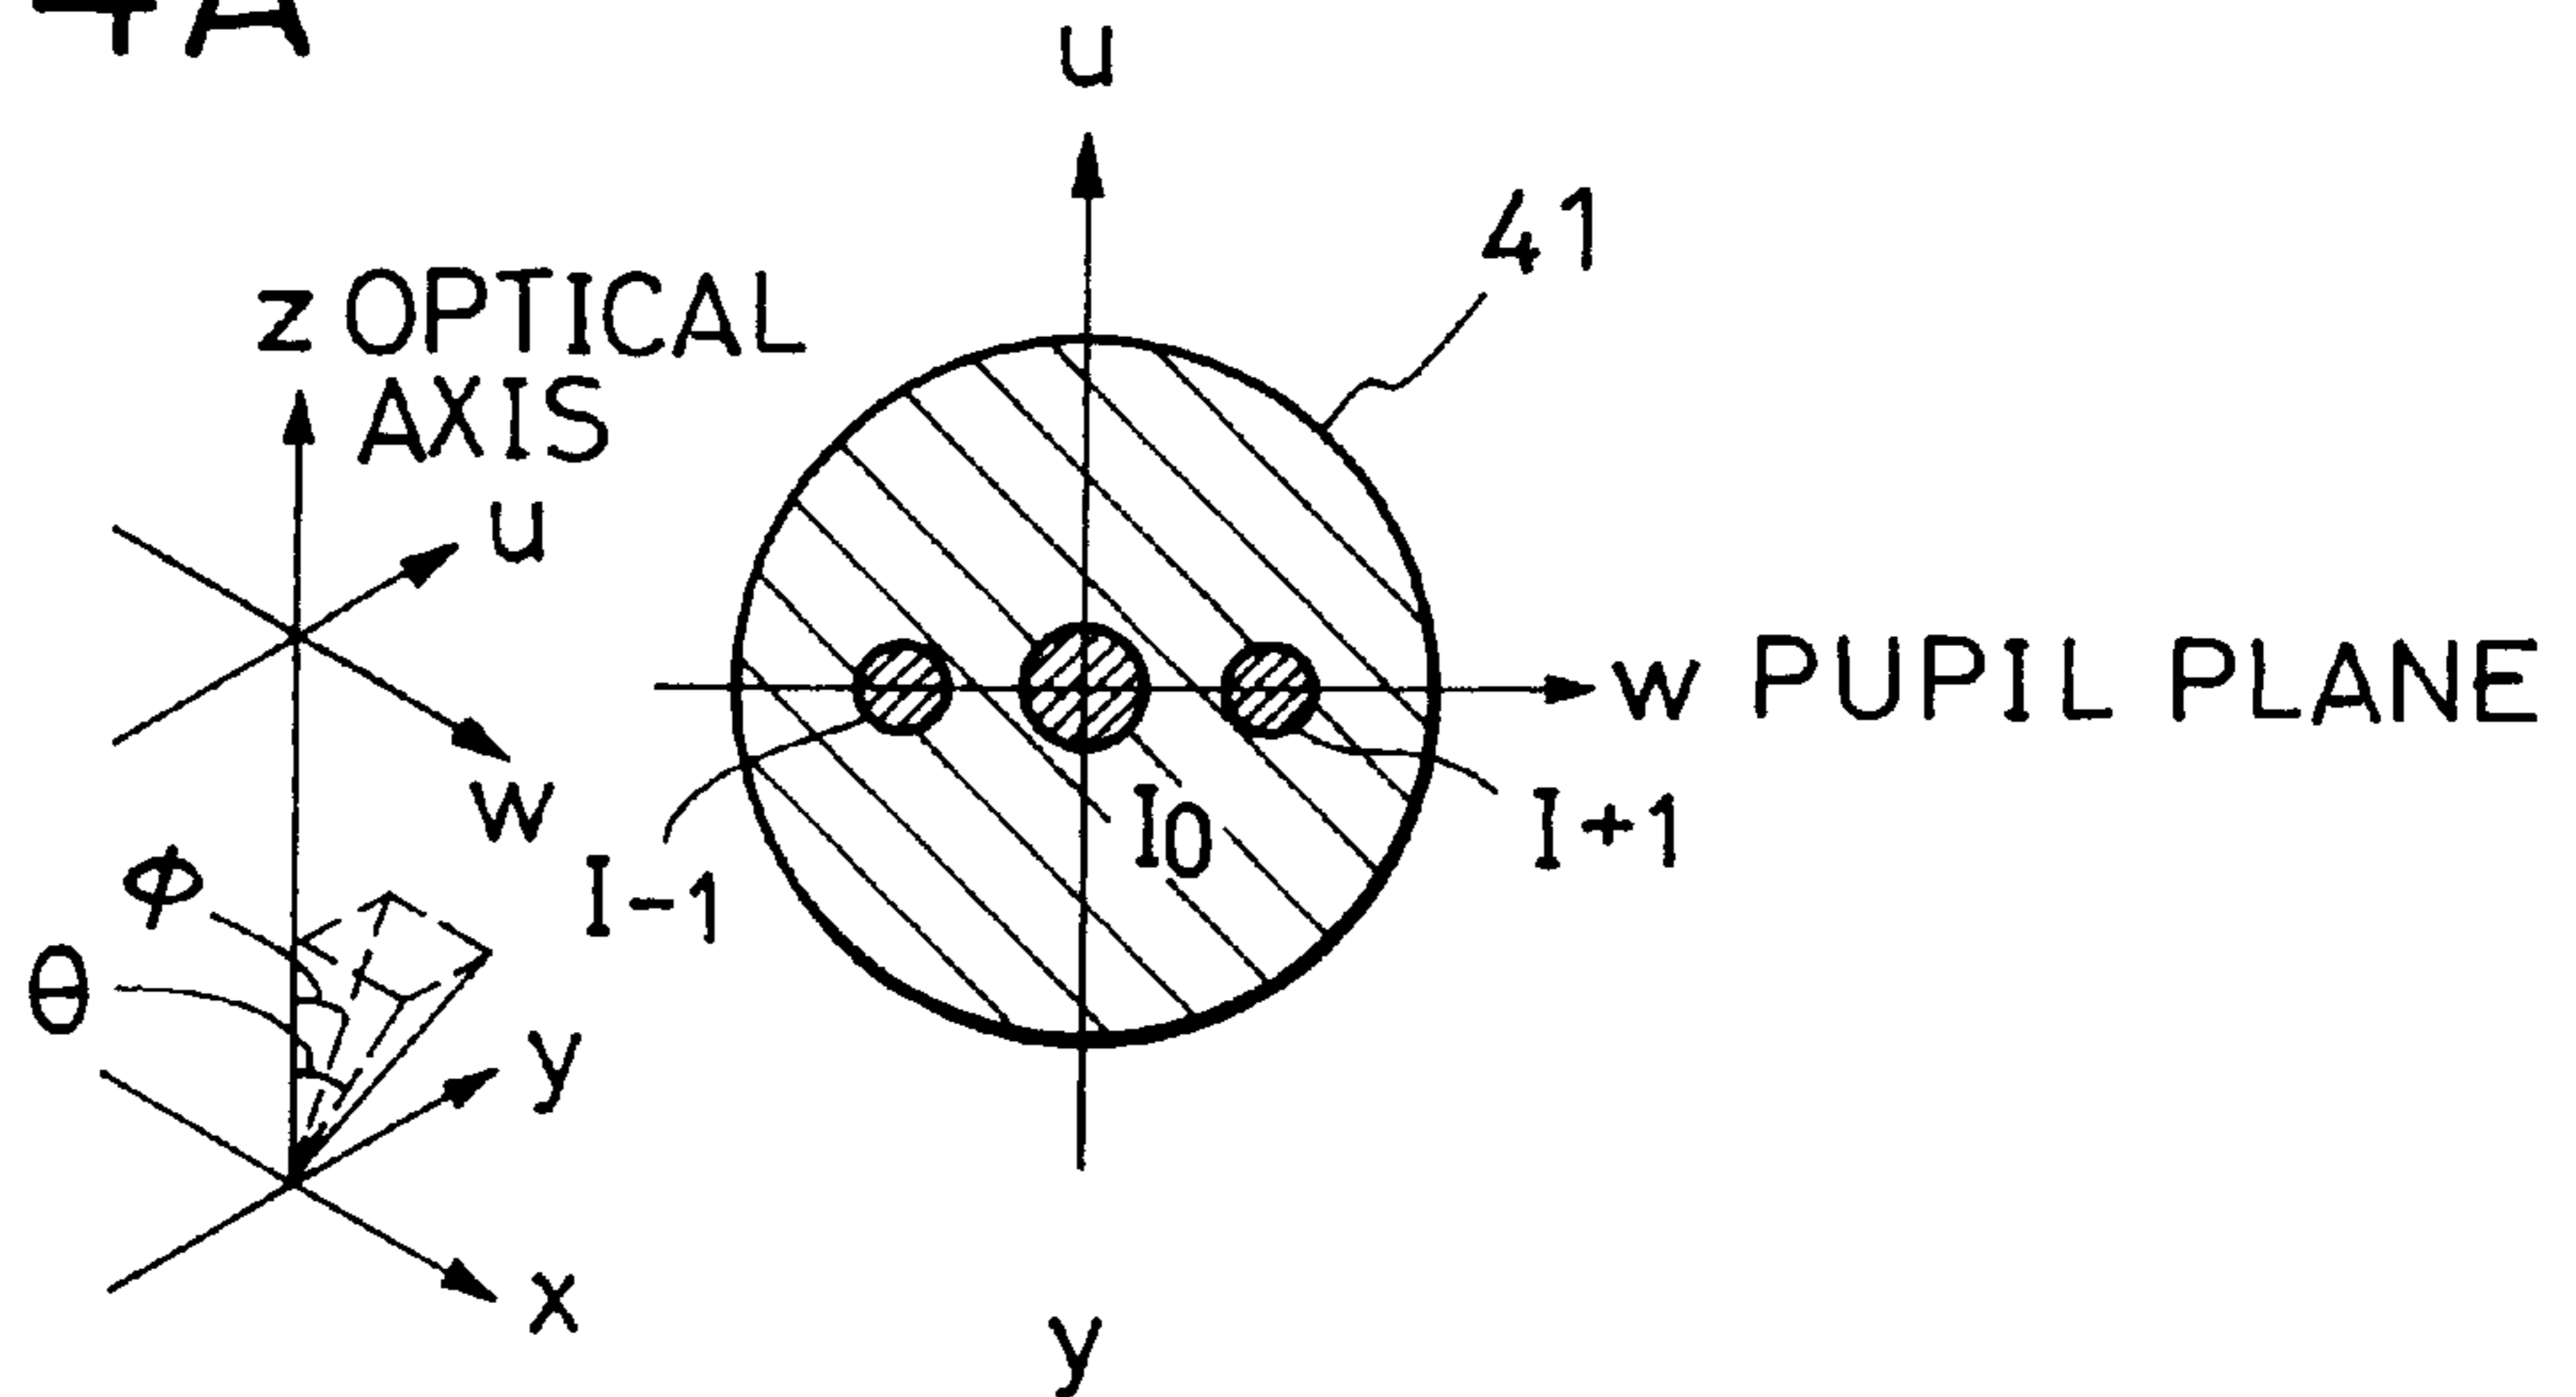 4A
u
41
z OPTICAL
AXIS
u
w PUPIL PLANE
w
I0
I+1
I-1
ϕ
θ
y
x
y